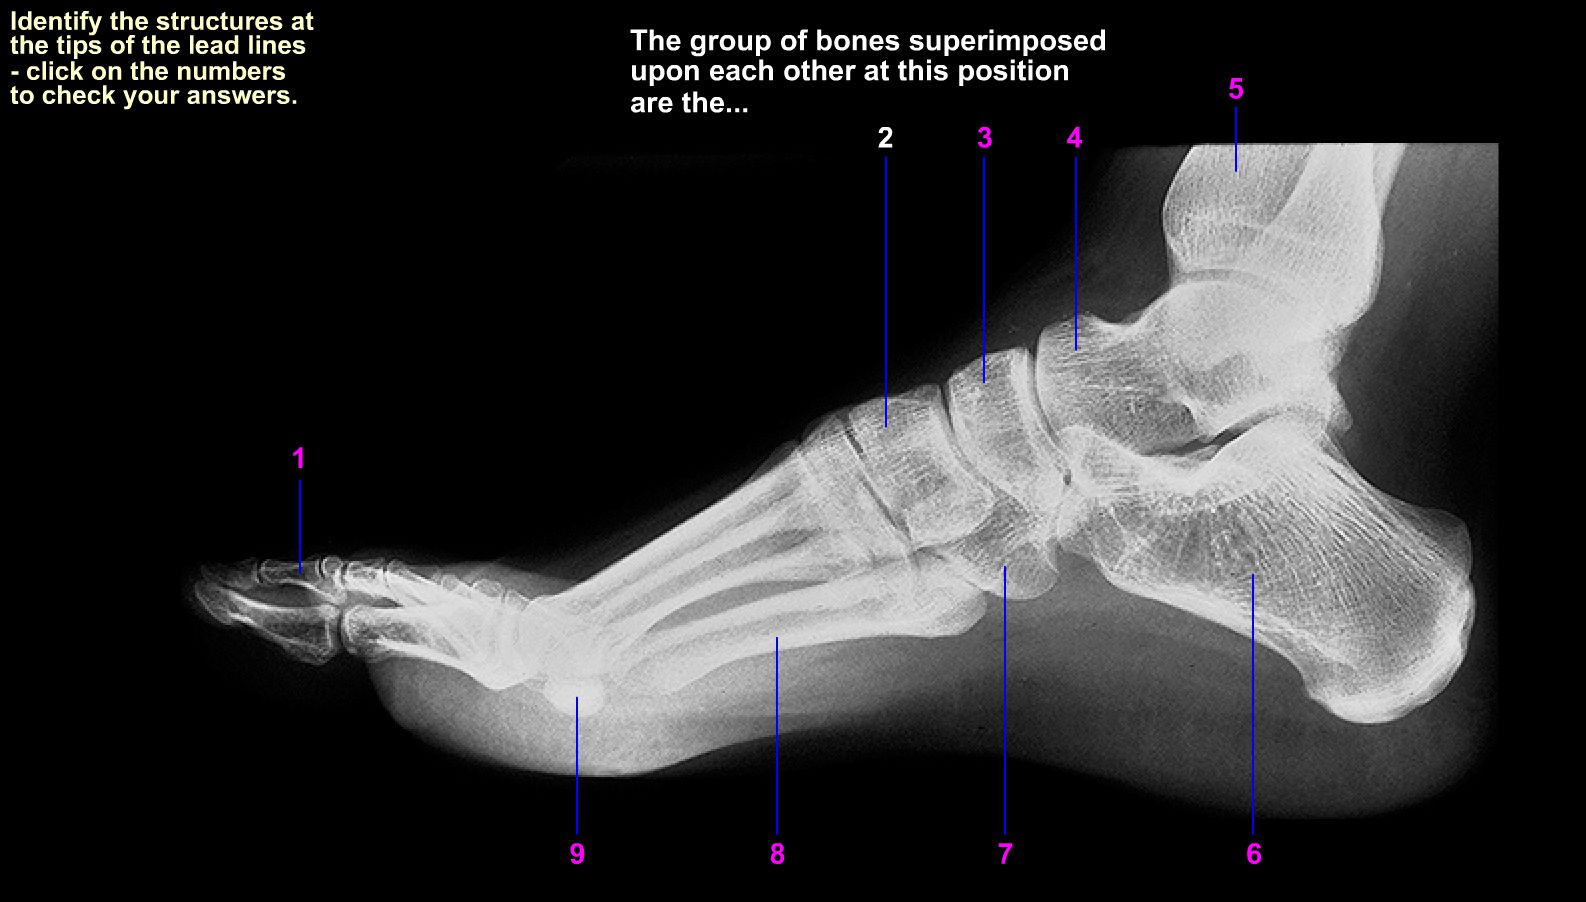 Identify the structures at
the tips of the lead lines
- click on the numbers
to check your answers.
The group of bones superimposed
upon each other at this position
are the...
5
2
3
4
1
9
8
7
6